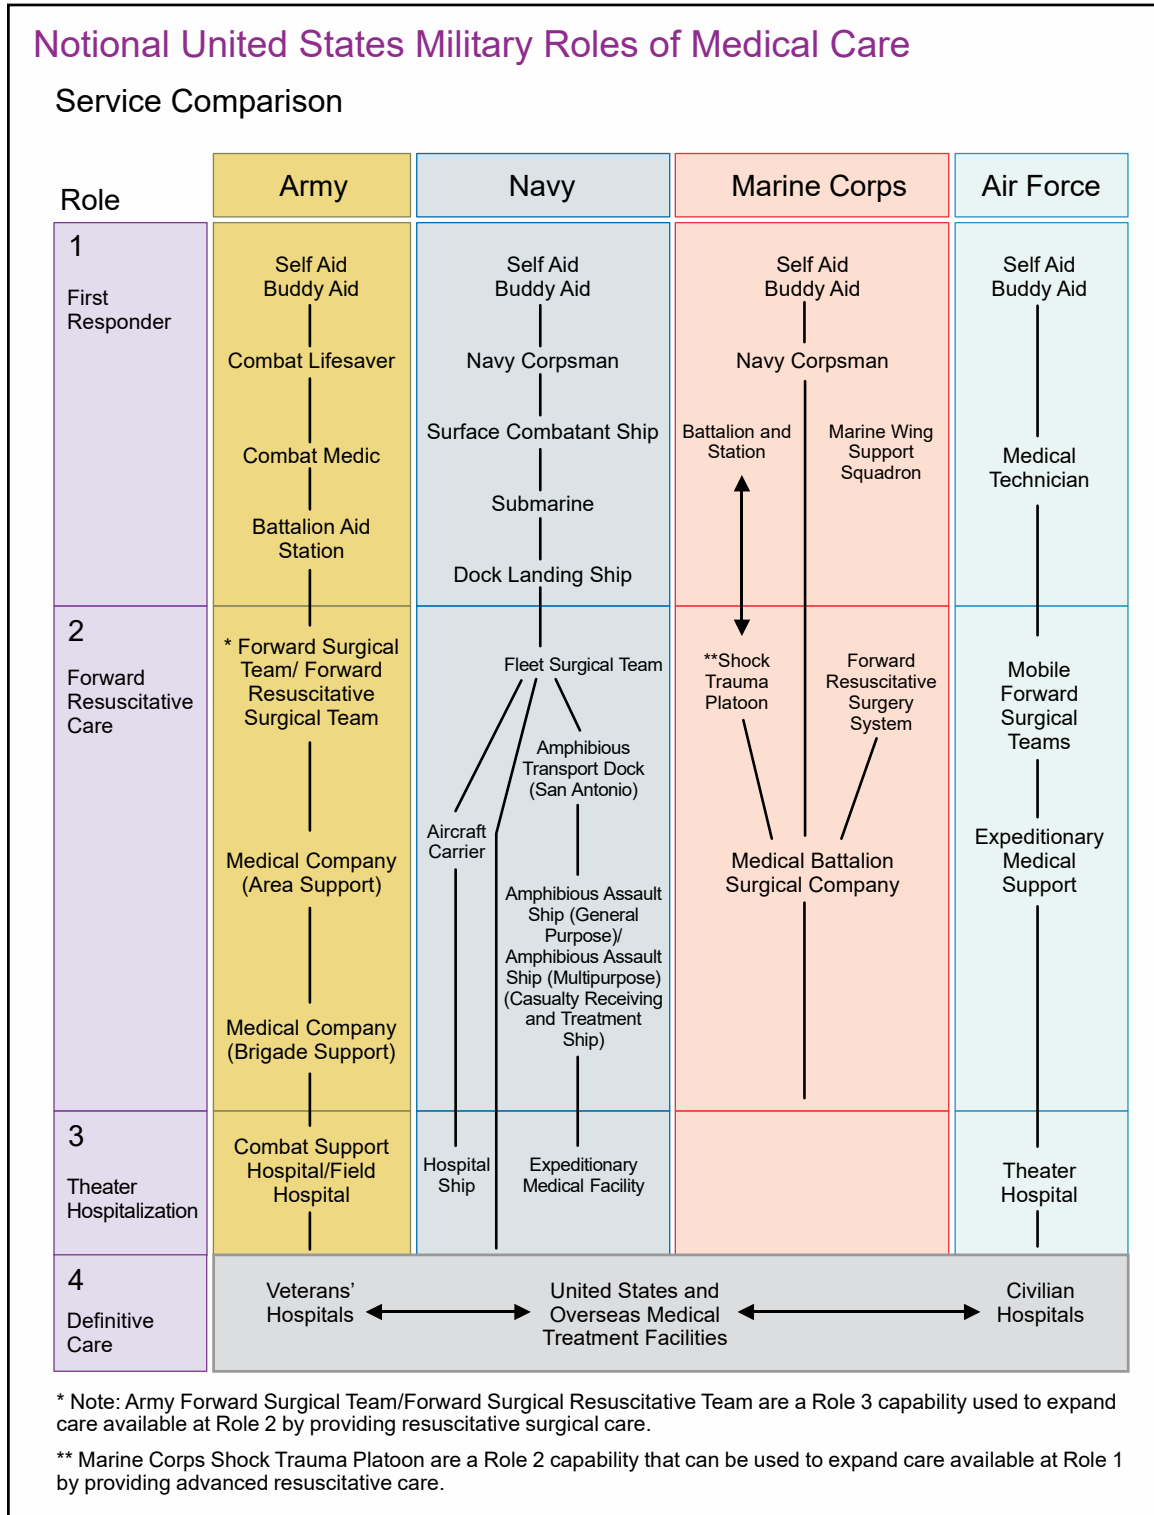 Notional United States Military Roles of Medical Care
Service Comparison
Role
Army
Navy
Marine Corps
Air Force
1
First
Responder
Self Aid
Buddy Aid
Combat Lifesaver
Combat Medic
Battalion Aid
Station
Self Aid
Buddy Aid
Navy Corpsman
Surface Combatant Ship
Submarine
Dock Landing Ship
Self Aid
Buddy Aid
Navy Corpsman
Battalion and
Station
Marine Wing
Support
Squadron
Self Aid
Buddy Aid
Medical
Technician
2
Forward
Resuscitative
Care
* Forward Surgical
Team/ Forward
Resuscitative
Surgical Team
Medical Company
(Area Support)
Medical Company
(Brigade Support)
Fleet Surgical Team
Amphibious
Transport Dock
(San Antonio)
Aircraft
Carrier
Amphibious Assault
Ship (General
Purpose)/
Amphibious Assault
Ship (Multipurpose)
(Casualty Receiving
and Treatment
Ship)
**Shock
Trauma
Platoon
Forward
Resuscitative
Surgery
System
Medical Battalion
Surgical Company
Mobile
Forward
Surgical
Teams
Expeditionary
Medical
Support
3
Theater
Hospitalization
Combat Support
Hospital/Field
Hospital
Hospital
Ship
Expeditionary
Medical Facility
Theater
Hospital
4
Definitive
Care
Veterans’
Hospitals
United States and
Overseas Medical
Treatment Facilities
Civilian
Hospitals
* Note: Army Forward Surgical Team/Forward Surgical Resuscitative Team are a Role 3 capability used to expand
care available at Role 2 by providing resuscitative surgical care.
** Marine Corps Shock Trauma Platoon are a Role 2 capability that can be used to expand care available at Role 1
by providing advanced resuscitative care.